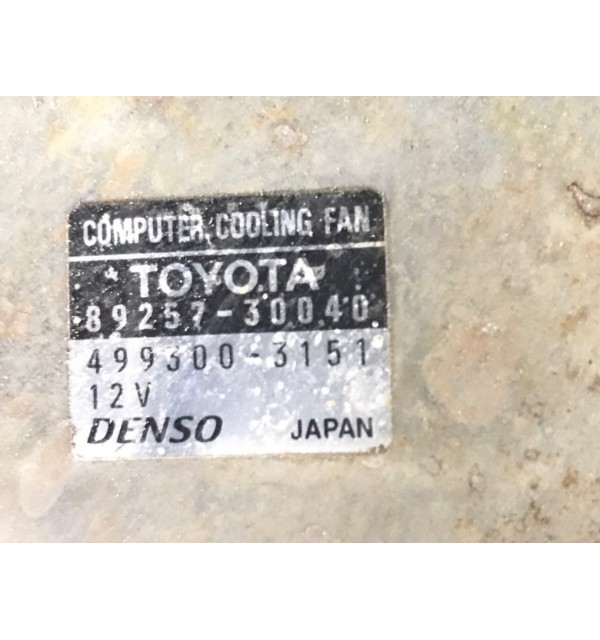 COMPUTER, COOLING FAN
TOYOTA
89257-30040
499300-3151
12V
DENSO JAPAN